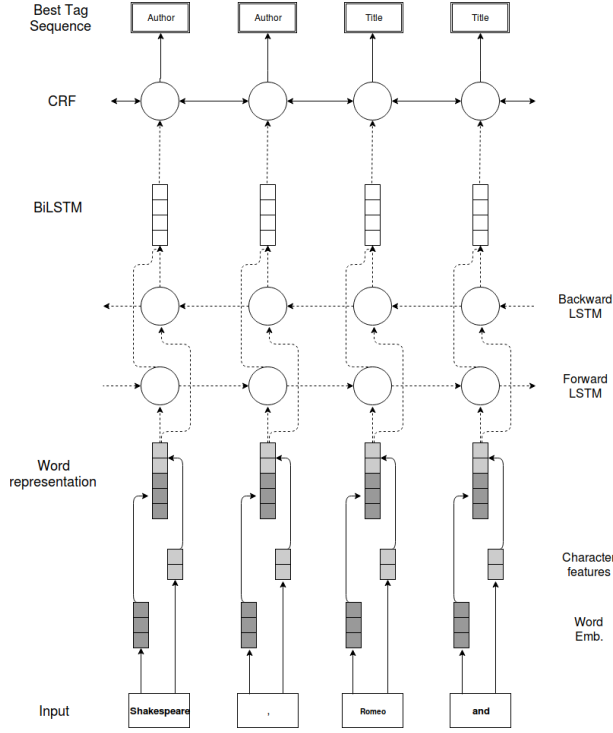 Best Tag
Sequence
Author
Author
Title
Title
CRF
BiLSTM
Backward
LSTM
Forward
LSTM
Word
representation
Character
features
Word
Emb.
Input
Shakespeare
,
Romeo
and